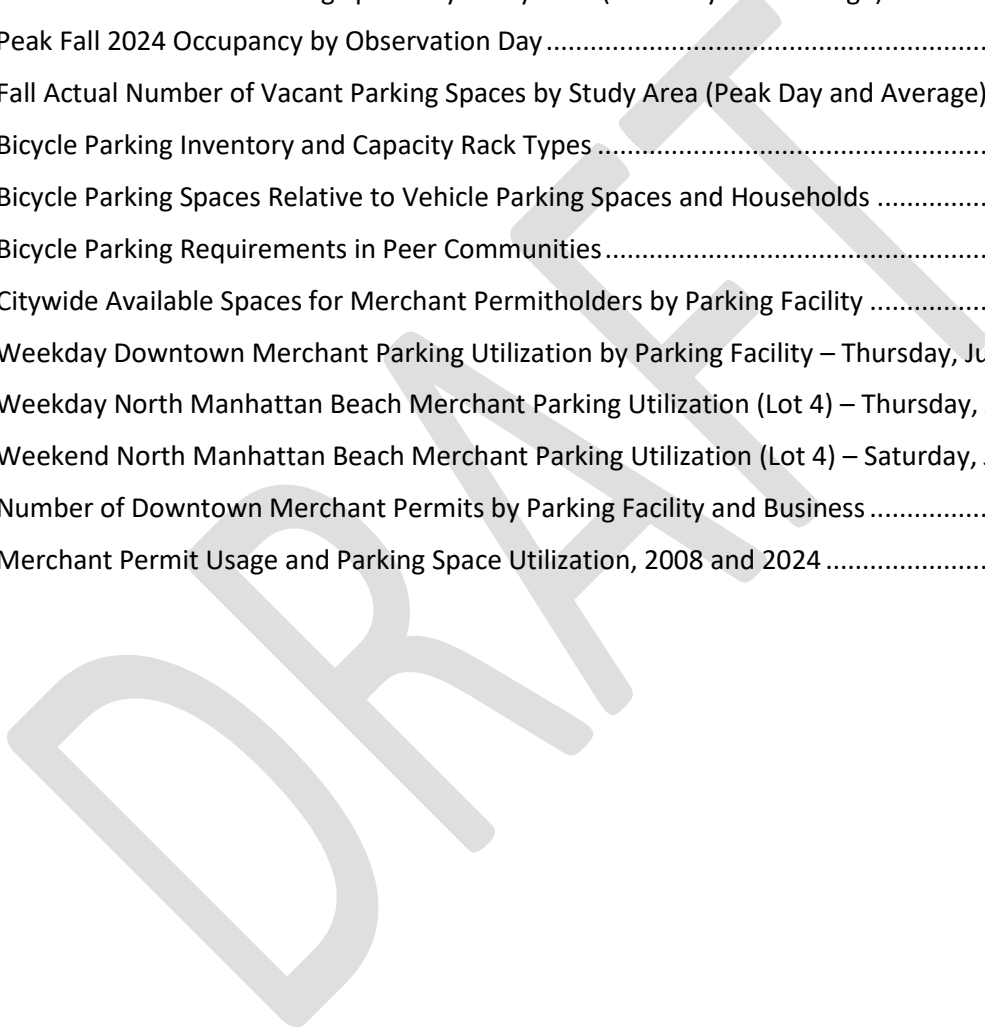 Peak Fall 2024 Occupancy by Observation Day
Fall Actual Number of Vacant Parking Spaces by Study Area (Peak Day and Average)
Bicycle Parking Inventory and Capacity Rack Types
Bicycle Parking Spaces Relative to Vehicle Parking Spaces and Households
Bicycle Parking Requirements in Peer Communities
Citywide Available Spaces for Merchant Permitholders by Parking Facility
Weekday Downtown Merchant Parking Utilization by Parking Facility – Thursday, Ju
Weekday North Manhattan Beach Merchant Parking Utilization (Lot 4) – Thursday,
Weekend North Manhattan Beach Merchant Parking Utilization (Lot 4) – Saturday,
Number of Downtown Merchant Permits by Parking Facility and Business
Merchant Permit Usage and Parking Space Utilization, 2008 and 2024
DRAFT